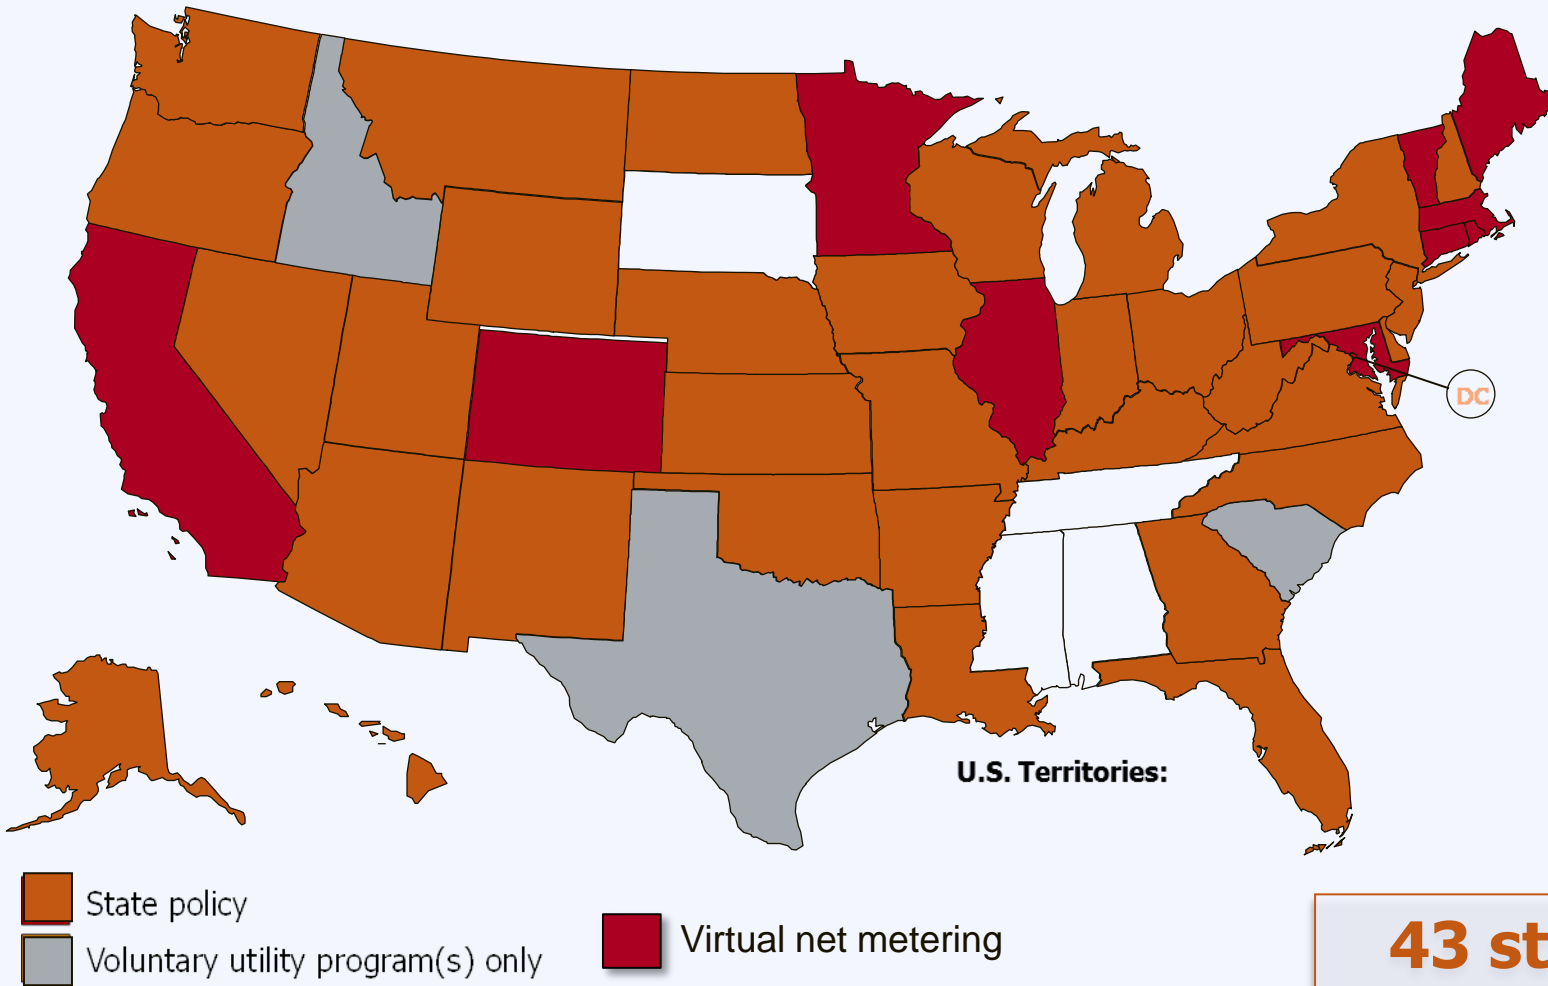 DC
U.S. Territories:
State policy
Voluntary utility program(s) only
Virtual net metering
43 st